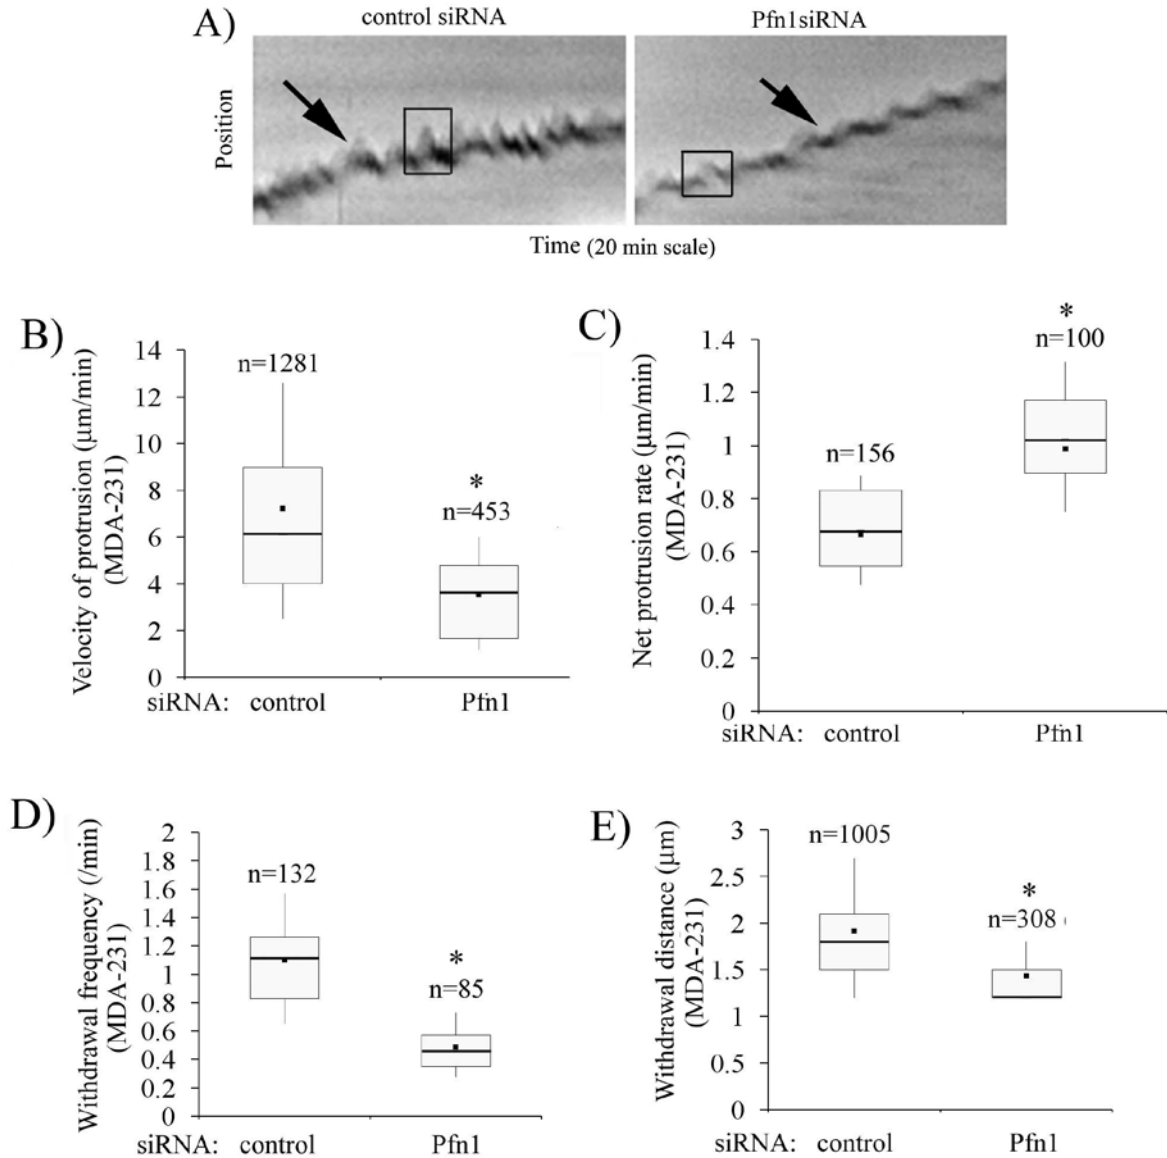 A)
control siRNA
Pfn1siRNA
Position
Time (20 min scale)
B)
Velocity of protrusion (μm/min)
(MDA-231)
14
12
10
8
6
4
2
0
n=1281
*
n=453
siRNA: control Pfn1
C)
Net protrusion rate (μm/min)
(MDA-231)
1.4
1.2
1
0.8
0.6
0.4
0.2
0
n=156
*
n=100
siRNA: control Pfn1
D)
Withdrawal frequency (/min)
(MDA-231)
2
1.8
1.6
1.4
1.2
1
0.8
0.6
0.4
0.2
0
n=132
*
n=85
siRNA: control Pfn1
E)
Withdrawal distance (μm)
(MDA-231)
3
2.5
2
1.5
1
0.5
0
n=1005
*
n=308
siRNA: control Pfn1